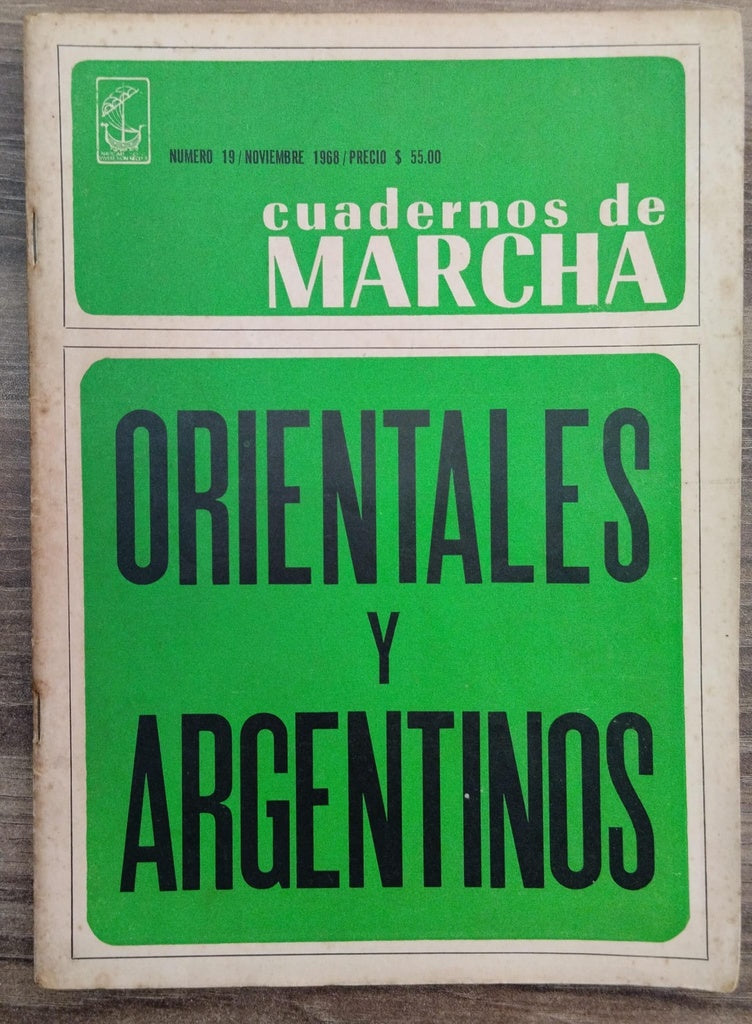 NUMERO 19/NOVIEMBRE 1968/PRECIO $ 55.00
cuadernos de
MARCHA
ORIENTALES
Y
ARGENTINOS